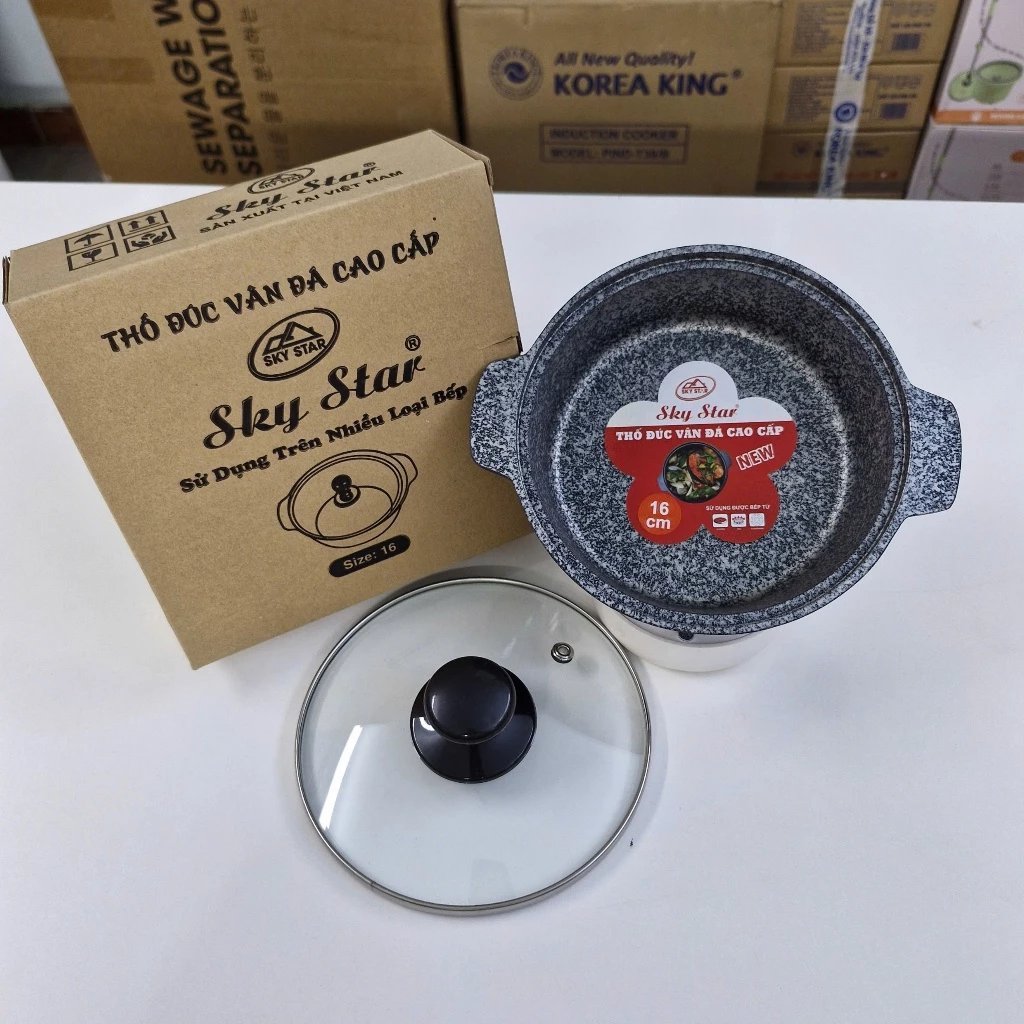 SEWAGE W
SEPARATIO
All New Quality!
KOREA KING®
INDUCTION COOKER
SKY STAR
Sky Star®
SẢN XUẤT TẠI VIỆT NAM
THỐ ĐÚC VÂN ĐÁ CAO CẤP
SKY STAR
Sky Star®
Sử Dụng Trên Nhiều Loại Bếp
Size: 16
SKY STAR
Sky Star®
THỐ ĐÚC VÂN ĐÁ CAO CẤP
NEW
16
cm
SỬ DỤNG ĐƯỢC BẾP TỪ